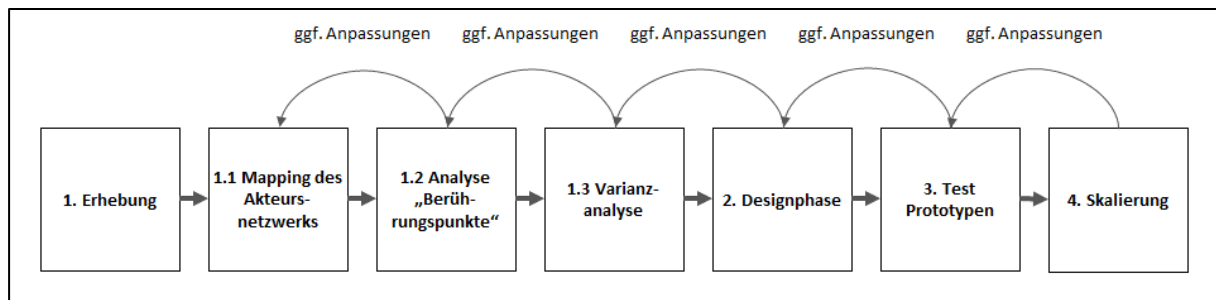 ggf. Anpassungen ggf. Anpassungen ggf. Anpassungen ggf. Anpassungen ggf. Anpassungen
1. Erhebung
1.1 Mapping des
Akteurs-
netzwerks
1.2 Analyse
„Berüh-
rungspunkte“
1.3 Varianz-
analyse
2. Designphase
3. Test
Prototypen
4. Skalierung